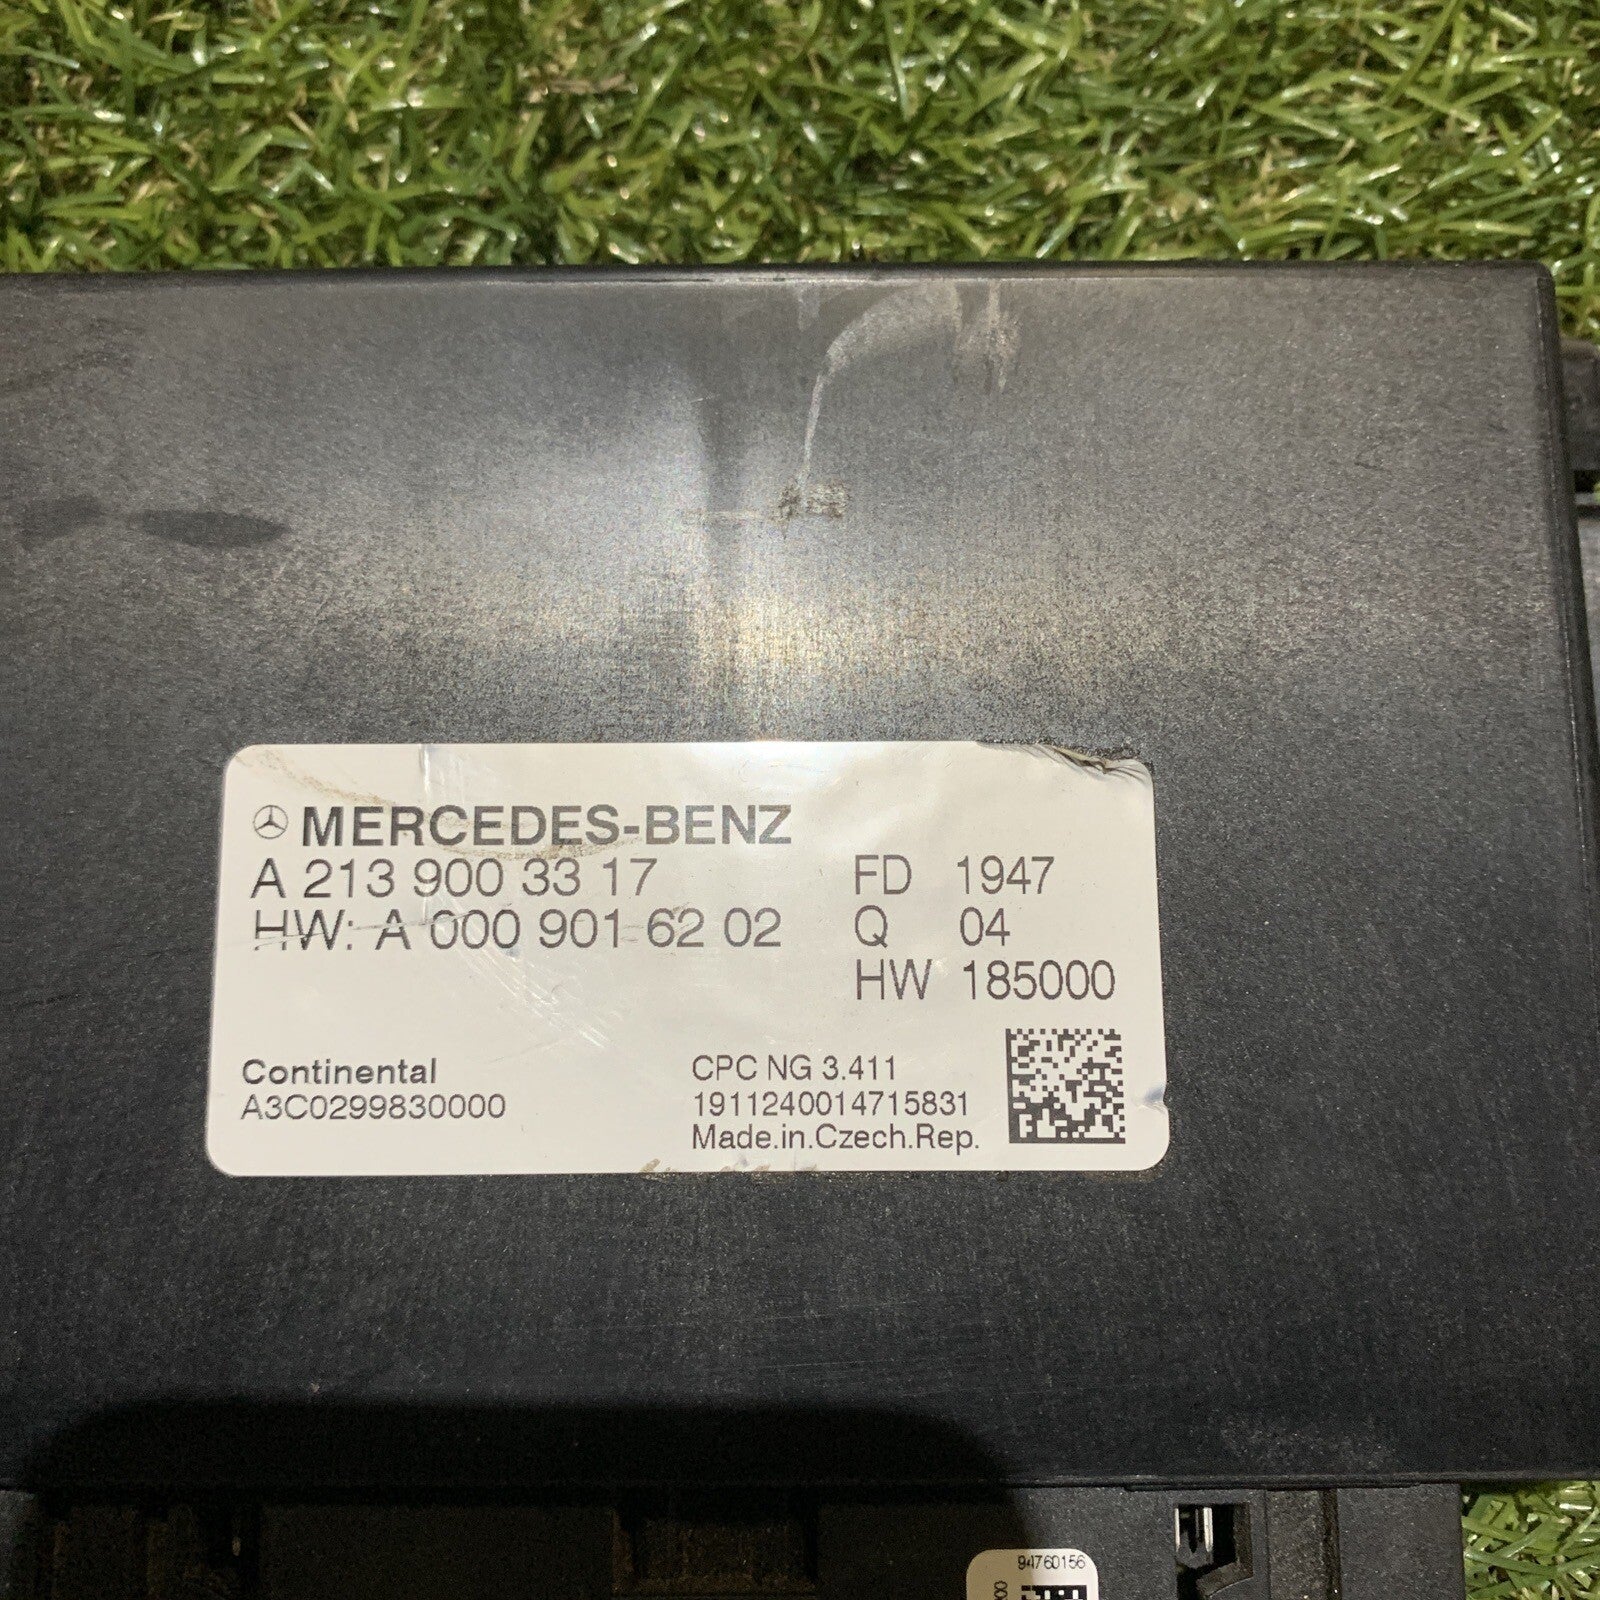 MERCEDES-BENZ
A 213 900 33 17
HW: A 000 901 62 02
FD 1947
Q 04
HW 185000
Continental
A3C0299830000
CPC NG 3.411
1911240014715831
Made.in.Czech.Rep.
94760156